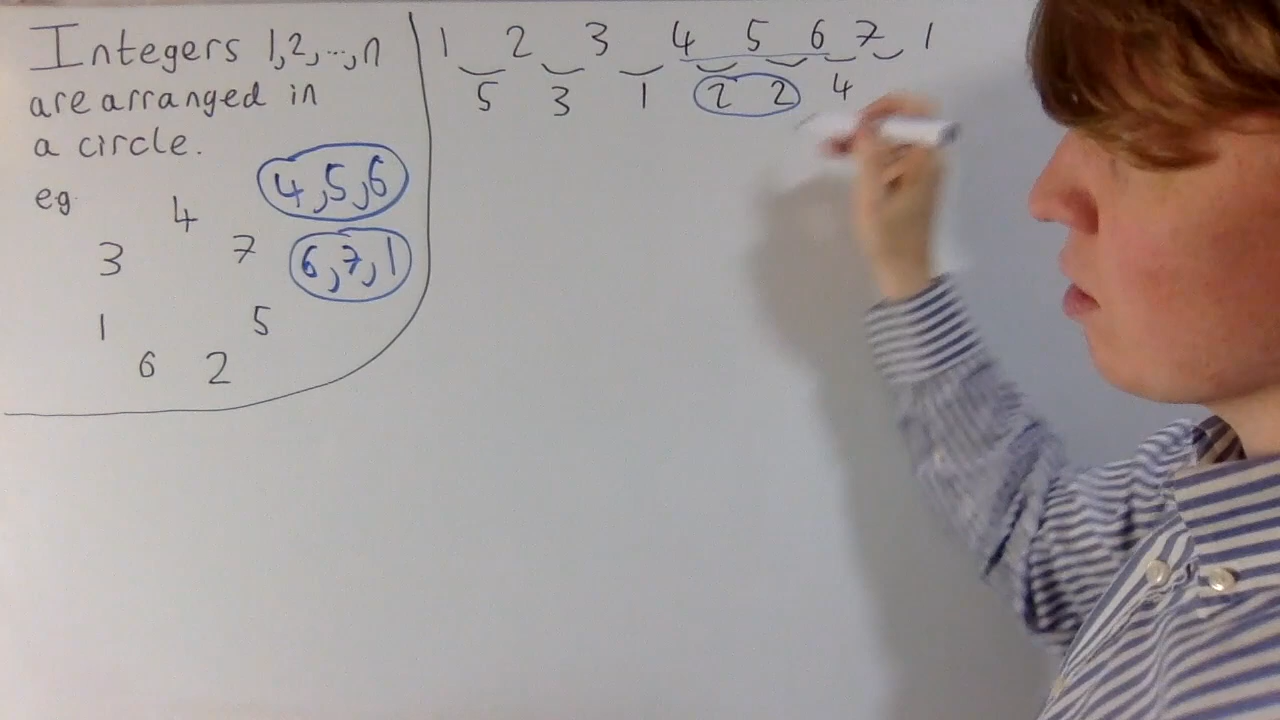 Integers 1,2,...,n
are arranged in
a circle.
eg
4,5,6
4
3 7
6,7,1
1 5
6 2
1 2 3 4 5 6 7 1
5 3 1 2 2 4